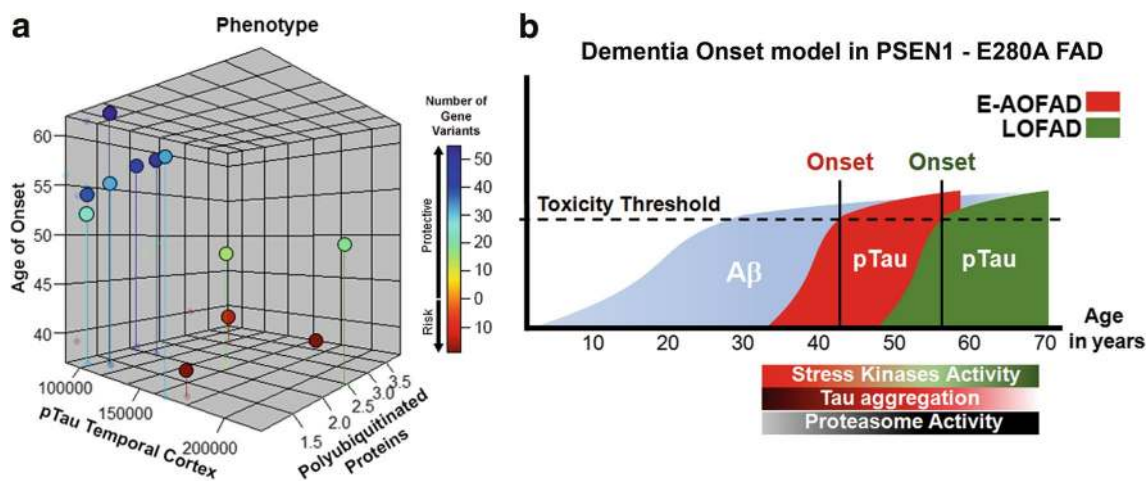 a
Phenotype
Age of Onset
60
55
50
45
40
100000
150000
200000
pTau Temporal Cortex
1.5
2.0
2.5
3.0
3.5
Polyubiquitinated
Proteins
Number of
Gene
Variants
Protective
Risk
50
40
30
20
10
0
10
b
Dementia Onset model in PSEN1 - E280A FAD
E-AOFAD
LOFAD
Onset
Onset
Toxicity Threshold
Aβ
pTau
pTau
10
20
30
40
50
60
70
Age
in years
Stress Kinases Activity
Tau aggregation
Proteasome Activity